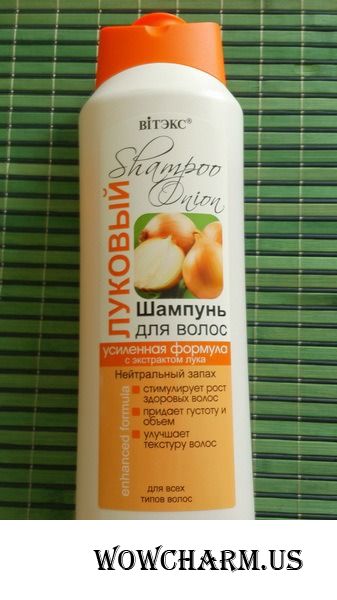 ВІТЭКС®
Shampoo
Onion
ЛУКОВЫЙ
Шампунь
для волос
усиленная формула
с экстрактом лука
Нейтральный запах
enhanced formula
стимулирует рост
здоровых волос
придает густоту и
объем
улучшает
текстуру волос
для всех
типов волос
WOWCHARM.US